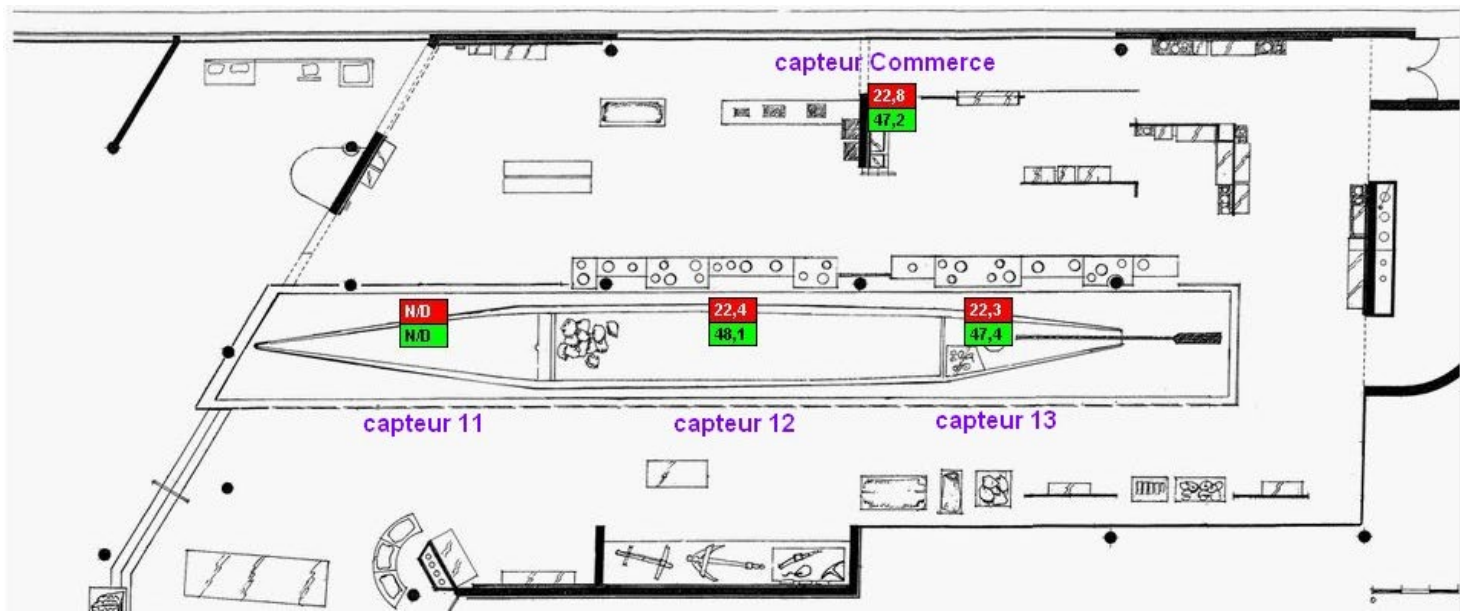 capteur Commerce
22,8
47,2
N/D
N/D
22,4
48,1
22,3
47,4
capteur 11
capteur 12
capteur 13